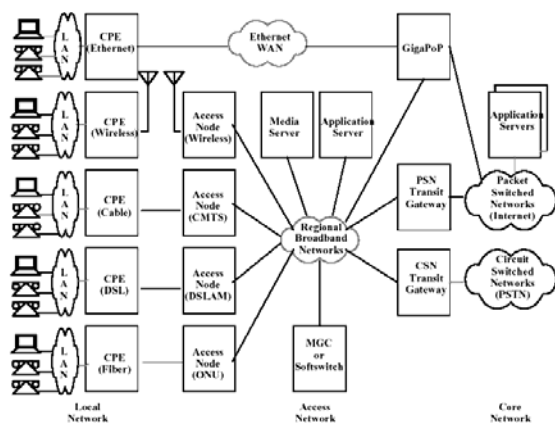 LAN
CPE
(Ethernet)
Ethernet
WAN
GigaPoP
LAN
CPE
(Wireless)
Access
Node
(Wireless)
Media
Server
Application
Server
Application
Servers
LAN
CPE
(Cable)
Access
Node
(CMTS)
Regional
Broadband
Networks
PSN
Transit
Gateway
Packet
Switched
Networks
(Internet)
LAN
CPE
(DSL)
Access
Node
(DSLAM)
CSN
Transit
Gateway
Circuit
Switched
Networks
(PSTN)
LAN
CPE
(Fiber)
Access
Node
(ONU)
MGC
or
Softswitch
Local
Network
Access
Network
Core
Network